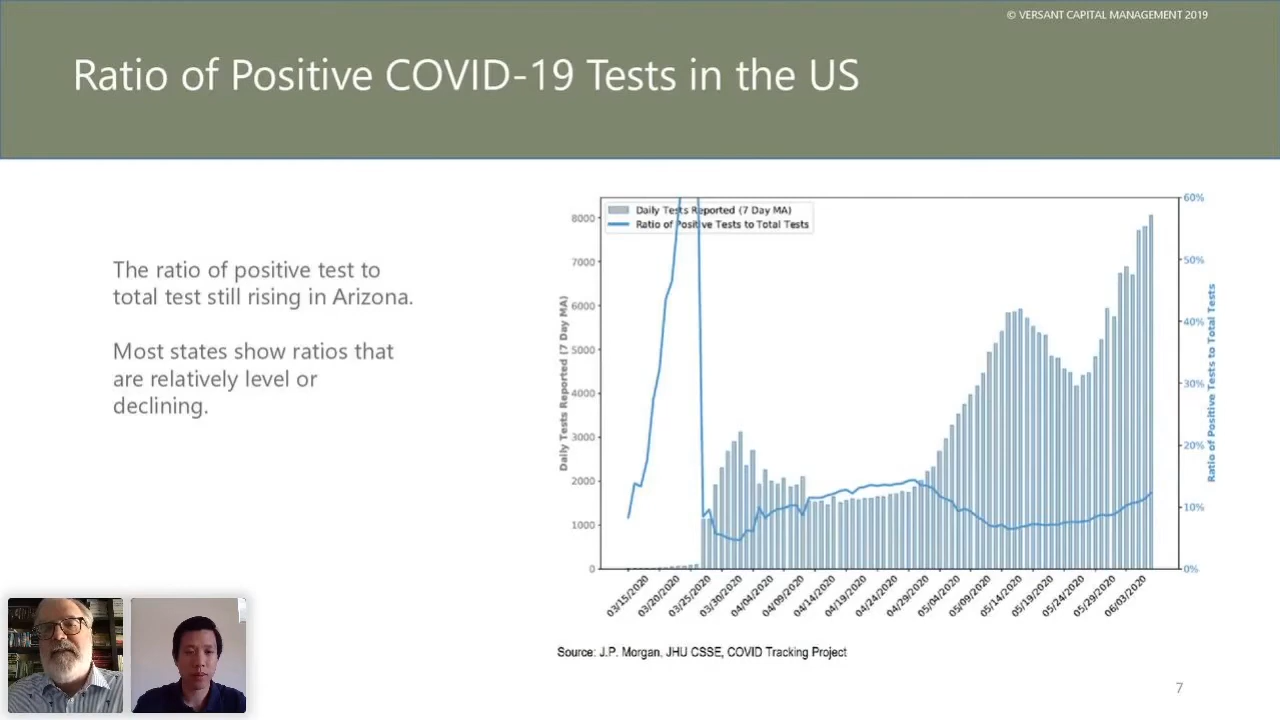 © VERSANT CAPITAL MANAGEMENT 2019
Ratio of Positive COVID-19 Tests in the US
The ratio of positive test to
total test still rising in Arizona.
Most states show ratios that
are relatively level or
declining.
Daily Tests Reported (7 Day MA)
Ratio of Positive Tests to Total Tests
Daily Tests Reported (7 Day MA)
8000
7000
6000
5000
4000
3000
2000
1000
0
60%
50%
40%
30%
20%
10%
0%
Ratio of Positive Tests to Total Tests
03/15/2020
03/20/2020
03/25/2020
03/30/2020
04/04/2020
04/09/2020
04/14/2020
04/19/2020
04/24/2020
04/29/2020
05/04/2020
05/09/2020
05/14/2020
05/19/2020
05/24/2020
05/29/2020
06/03/2020
Source: J.P. Morgan, JHU CSSE, COVID Tracking Project
7